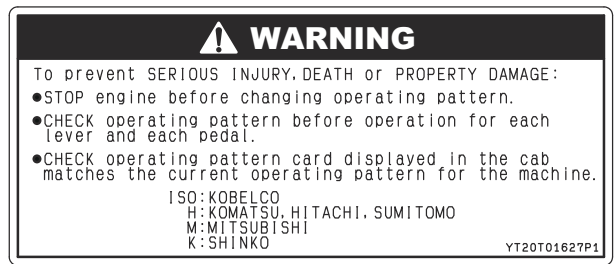 WARNING
To prevent SERIOUS INJURY, DEATH or PROPERTY DAMAGE:
●STOP engine before changing operating pattern.
●CHECK operating pattern before operation for each
lever and each pedal.
●CHECK operating pattern card displayed in the cab
matches the current operating pattern for the machine.
ISO:KOBELCO
H:KOMATSU, HITACHI, SUMITOMO
M:MITSUBISHI
K:SHINKO
YT20T01627P1